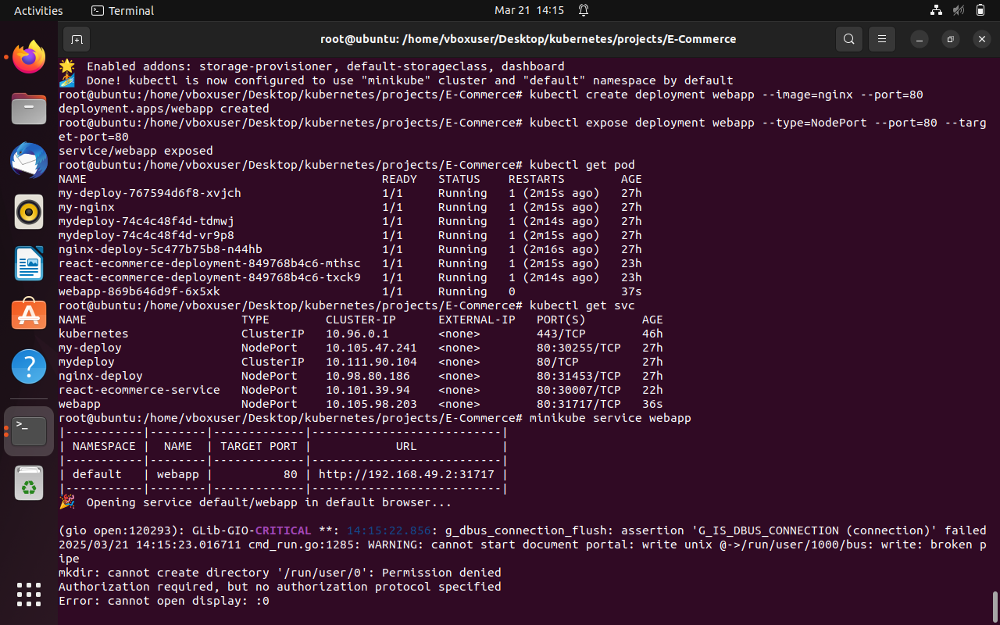 Activities Terminal Mar 21 14:15
root@ubuntu: /home/vboxuser/Desktop/kubernetes/projects/E-Commerce
Enabled addons: storage-provisioner, default-storageclass, dashboard
Done! kubectl is now configured to use "minikube" cluster and "default" namespace by default
root@ubuntu:/home/vboxuser/Desktop/kubernetes/projects/E-Commerce# kubectl create deployment webapp --image=nginx --port=80
deployment.apps/webapp created
root@ubuntu:/home/vboxuser/Desktop/kubernetes/projects/E-Commerce# kubectl expose deployment webapp --type=NodePort --port=80 --targ
et-port=80
service/webapp exposed
root@ubuntu:/home/vboxuser/Desktop/kubernetes/projects/E-Commerce# kubectl get pod
NAME READY STATUS RESTARTS AGE
my-deploy-767594d6f8-xvjch 1/1 Running 1 (2m15s ago) 27h
my-nginx 1/1 Running 1 (2m15s ago) 27h
mydeploy-74c4c48f4d-tdmwj 1/1 Running 1 (2m14s ago) 27h
mydeploy-74c4c48f4d-vr9p8 1/1 Running 1 (2m15s ago) 27h
nginx-deploy-5c477b75b8-n44hb 1/1 Running 1 (2m16s ago) 27h
react-ecommerce-deployment-849768b4c6-mthsc 1/1 Running 1 (2m15s ago) 23h
react-ecommerce-deployment-849768b4c6-txck9 1/1 Running 1 (2m14s ago) 23h
webapp-869b646d9f-6x5xk 1/1 Running 0 37s
root@ubuntu:/home/vboxuser/Desktop/kubernetes/projects/E-Commerce# kubectl get svc
NAME TYPE CLUSTER-IP EXTERNAL-IP PORT(S) AGE
kubernetes ClusterIP 10.96.0.1 <none> 443/TCP 46h
my-deploy NodePort 10.105.47.241 <none> 80:30255/TCP 27h
mydeploy ClusterIP 10.111.90.104 <none> 80/TCP 27h
nginx-deploy NodePort 10.98.80.186 <none> 80:31453/TCP 27h
react-ecommerce-service NodePort 10.101.39.94 <none> 80:30007/TCP 22h
webapp NodePort 10.105.98.203 <none> 80:31717/TCP 36s
root@ubuntu:/home/vboxuser/Desktop/kubernetes/projects/E-Commerce# minikube service webapp
|-----------|--------|-------------|---------------------------|
| NAMESPACE | NAME | TARGET PORT | URL |
|-----------|--------|-------------|---------------------------|
| default | webapp | 80 | http://192.168.49.2:31717 |
|-----------|--------|-------------|---------------------------|
🎉 Opening service default/webapp in default browser...
(gio open:120293): GLib-GIO-CRITICAL **: 14:15:22.856: g_dbus_connection_flush: assertion 'G_IS_DBUS_CONNECTION (connection)' failed
2025/03/21 14:15:23.016711 cmd_run.go:1285: WARNING: cannot start document portal: write unix @->/run/user/1000/bus: write: broken p
ipe
mkdir: cannot create directory '/run/user/0': Permission denied
Authorization required, but no authorization protocol specified
Error: cannot open display: :0